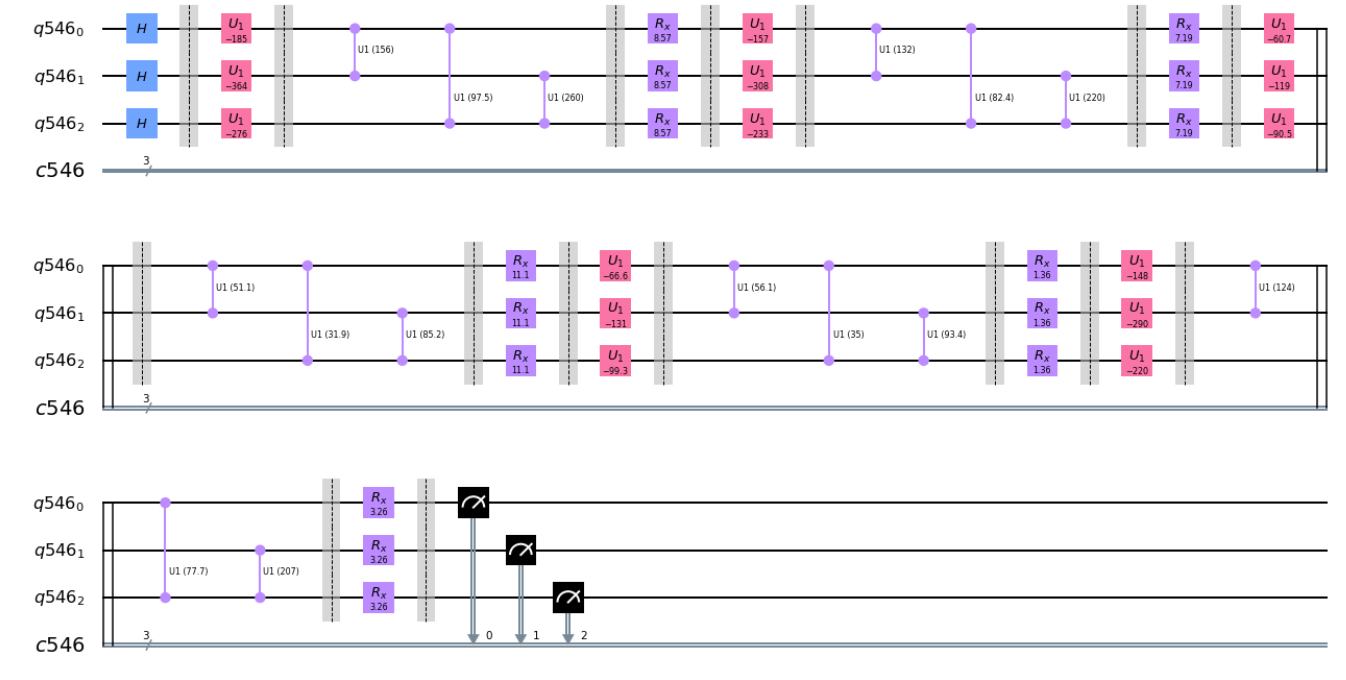 q546₀ H U₁ −185 U1 (156) Rₓ 8.57 U₁ −157 U1 (132) Rₓ 7.19 U₁ −60.7
q546₁ H U₁ −364 U1 (97.5) U1 (260) Rₓ 8.57 U₁ −308 U1 (82.4) U1 (220) Rₓ 7.19 U₁ −119
q546₂ H U₁ −276 Rₓ 8.57 U₁ −233 Rₓ 7.19 U₁ −90.5
c546 3
q546₀ U1 (51.1) Rₓ 11.1 U₁ −66.6 U1 (56.1) Rₓ 1.36 U₁ −148 U1 (124)
q546₁ U1 (31.9) U1 (85.2) Rₓ 11.1 U₁ −131 U1 (35) U1 (93.4) Rₓ 1.36 U₁ −290
q546₂ Rₓ 11.1 U₁ −99.3 Rₓ 1.36 U₁ −220
c546 3
q546₀ Rₓ 3.26
q546₁ U1 (77.7) U1 (207) Rₓ 3.26
q546₂ Rₓ 3.26
c546 3 0 1 2